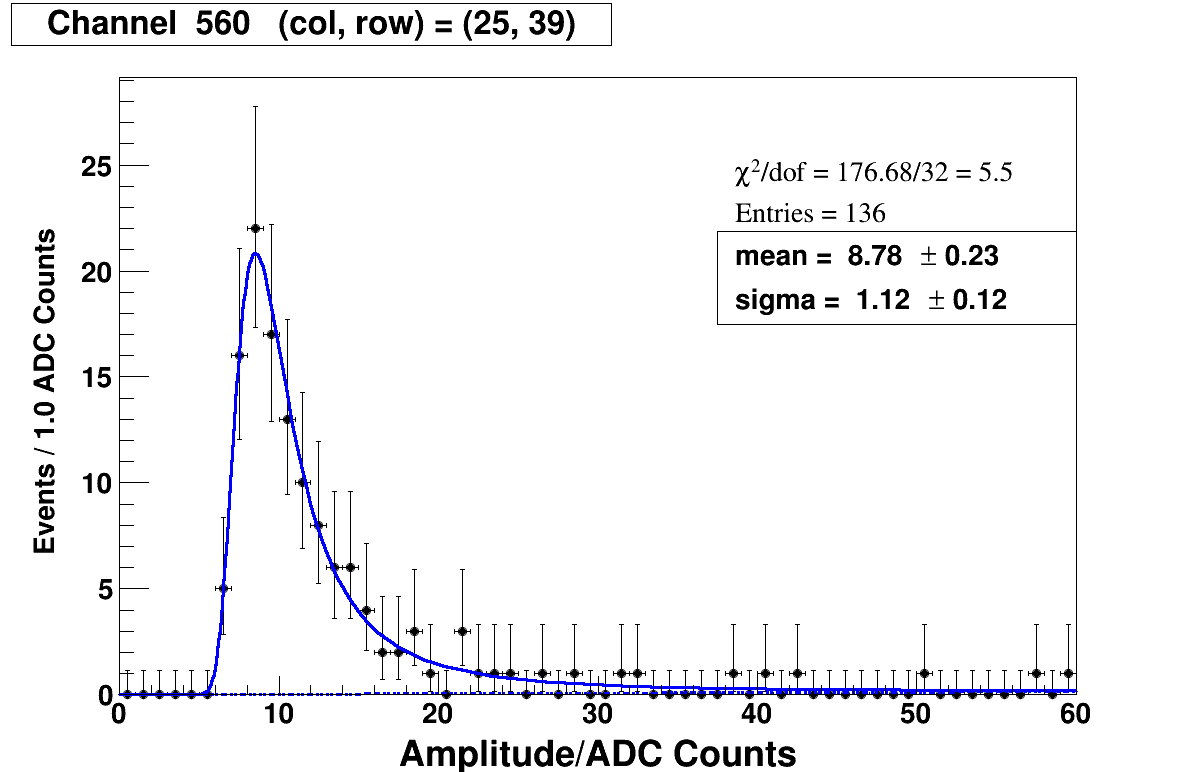 Channel 560 (col, row) = (25, 39)
χ²/dof = 176.68/32 = 5.5
Entries = 136
mean = 8.78 ± 0.23
sigma = 1.12 ± 0.12
Events / 1.0 ADC Counts
25
20
15
10
5
0
0 10 20 30 40 50 60
Amplitude/ADC Counts